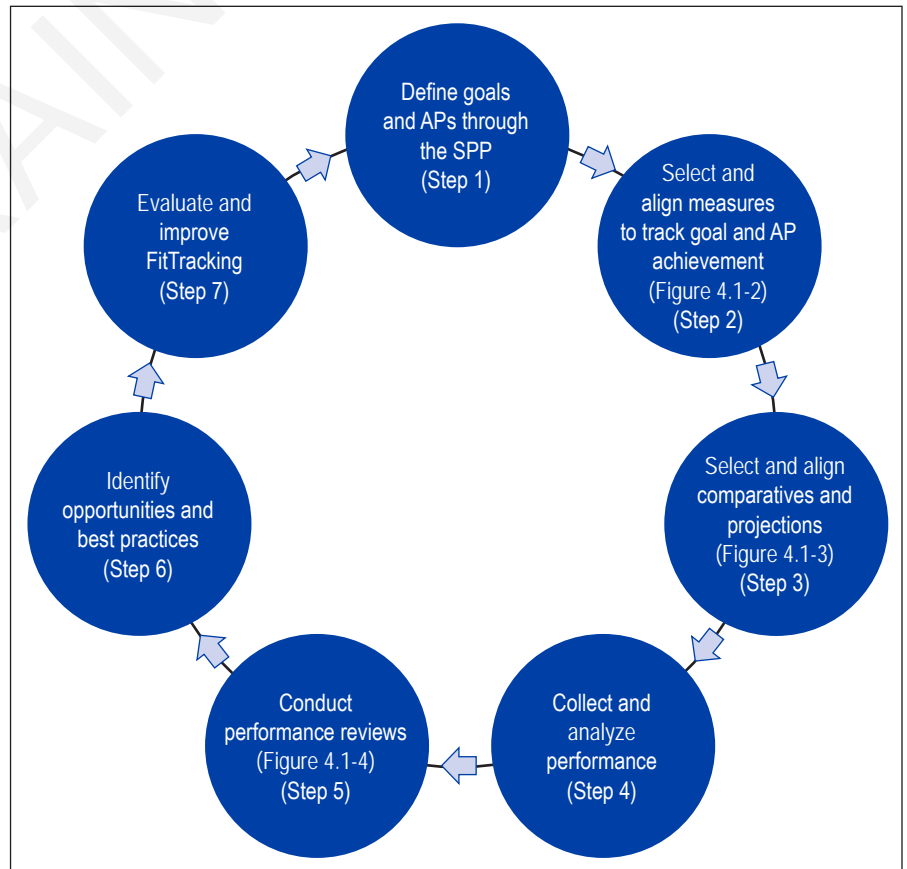 Define goals
and APs through
the SPP
(Step 1)
Select and
align measures
to track goal and AP
achievement
(Figure 4.1-2)
(Step 2)
Select and align
comparatives and
projections
(Figure 4.1-3)
(Step 3)
Collect and
analyze
performance
(Step 4)
Conduct
performance reviews
(Figure 4.1-4)
(Step 5)
Identify
opportunities and
best practices
(Step 6)
Evaluate and
improve
FitTracking
(Step 7)